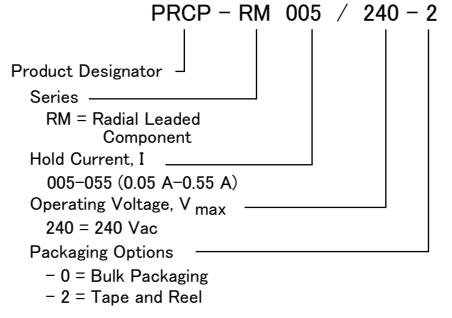 PRCP - RM 005 / 240 - 2
Product Designator
Series
RM = Radial Leaded
Component
Hold Current, I
005-055 (0.05 A-0.55 A)
Operating Voltage, V max
240 = 240 Vac
Packaging Options
- 0 = Bulk Packaging
- 2 = Tape and Reel